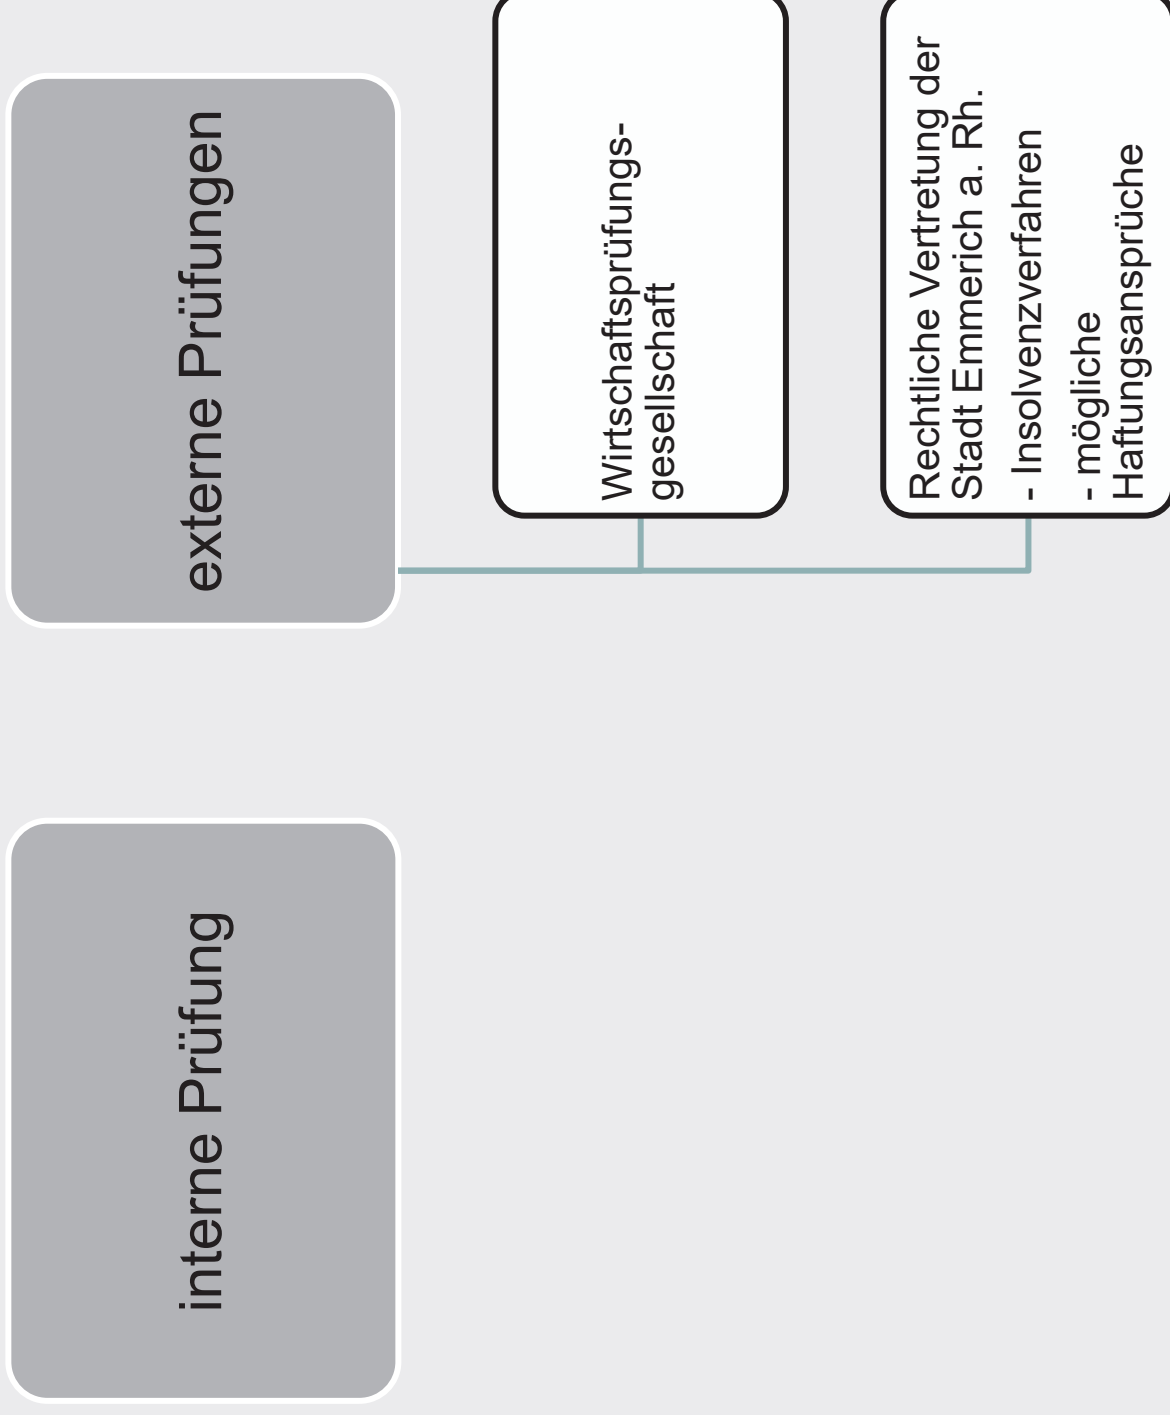 interne Prüfung
externe Prüfungen
Wirtschaftsprüfungs-
gesellschaft
Rechtliche Vertretung der
Stadt Emmerich a. Rh.
- Insolvenzverfahren
- mögliche
Haftungsansprüche